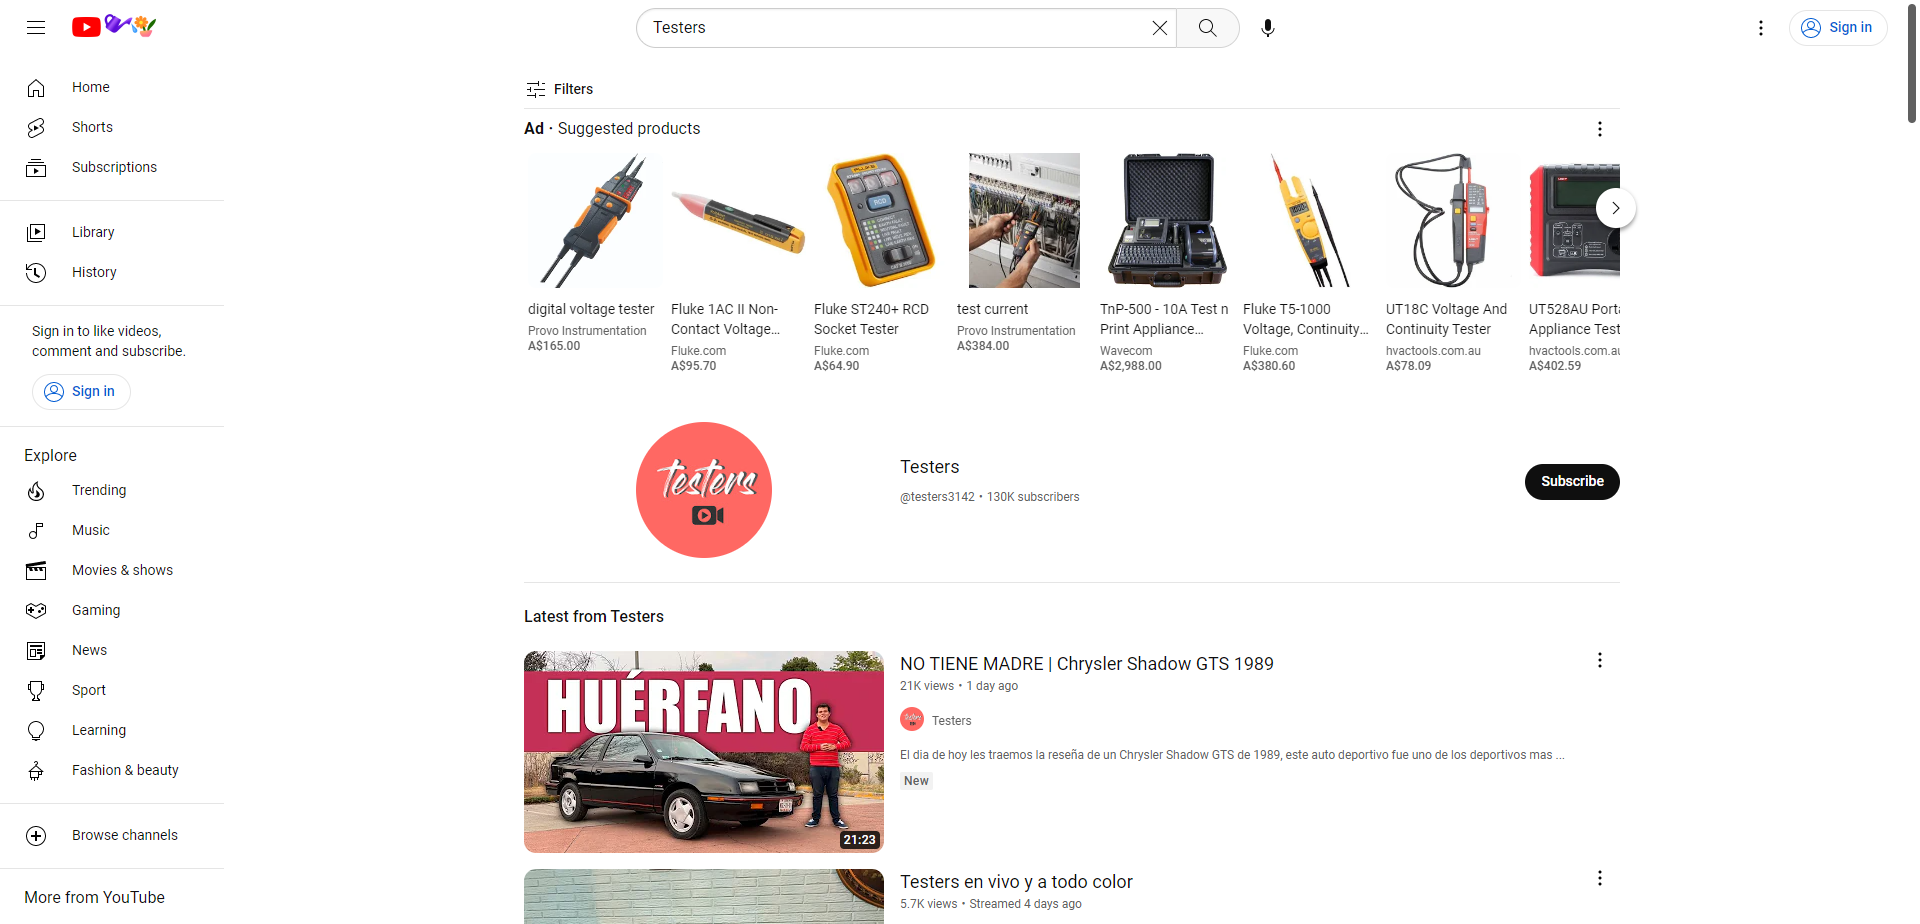 Testers
Sign in
Home
Shorts
Subscriptions
Library
History
Sign in to like videos,
comment and subscribe.
Sign in
Explore
Trending
Music
Movies & shows
Gaming
News
Sport
Learning
Fashion & beauty
Browse channels
More from YouTube
Filters
Ad · Suggested products
digital voltage tester
Provo Instrumentation
A$165.00
Fluke 1AC II Non-
Contact Voltage...
Fluke.com
A$95.70
Fluke ST240+ RCD
Socket Tester
Fluke.com
A$64.90
test current
Provo Instrumentation
A$384.00
TnP-500 - 10A Test n
Print Appliance...
Wavecom
A$2,988.00
Fluke T5-1000
Voltage, Continuity...
Fluke.com
A$380.60
UT18C Voltage And
Continuity Tester
hvactools.com.au
A$78.09
UT528AU Porta
Appliance Test
hvactools.com.au
A$402.59
testers
Testers
@testers3142 • 130K subscribers
Subscribe
Latest from Testers
HUÉRFANO
21:23
NO TIENE MADRE | Chrysler Shadow GTS 1989
21K views • 1 day ago
Testers
El dia de hoy les traemos la reseña de un Chrysler Shadow GTS de 1989, este auto deportivo fue uno de los deportivos mas ...
New
Testers en vivo y a todo color
5.7K views • Streamed 4 days ago